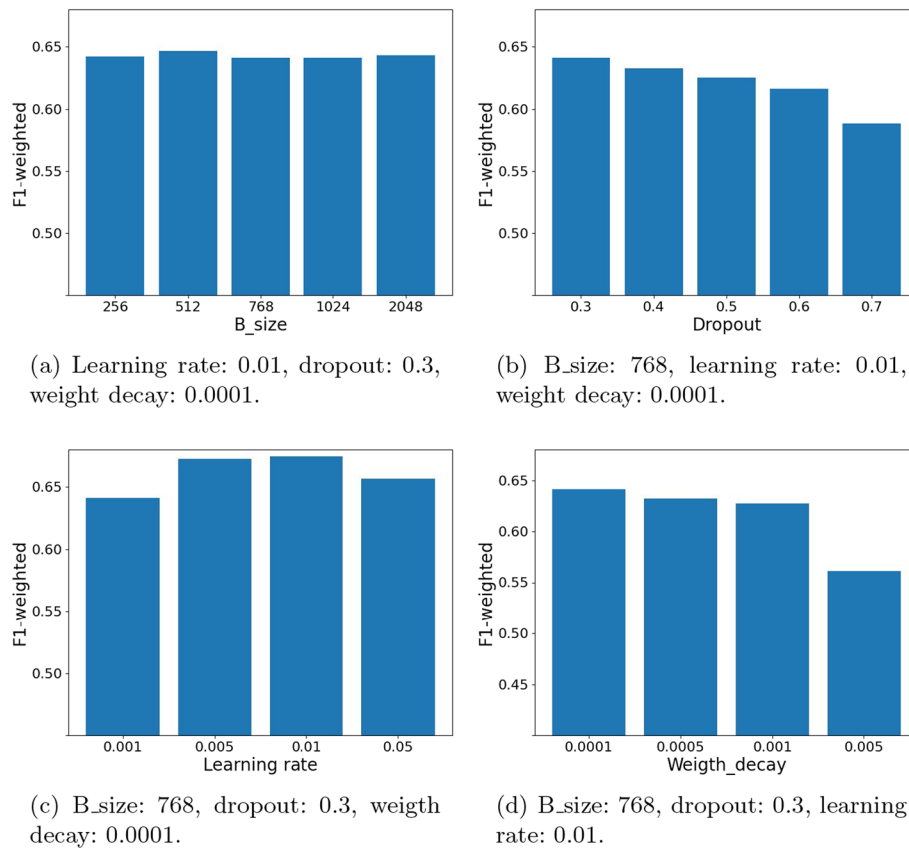 0.65
0.60
0.55
0.50
F1-weighted
256 512 768 1024 2048
B_size
(a) Learning rate: 0.01, dropout: 0.3,
weight decay: 0.0001.
0.65
0.60
0.55
0.50
F1-weighted
0.3 0.4 0.5 0.6 0.7
Dropout
(b) B_size: 768, learning rate: 0.01,
weight decay: 0.0001.
0.65
0.60
0.55
0.50
F1-weighted
0.001 0.005 0.01 0.05
Learning rate
(c) B_size: 768, dropout: 0.3, weigth
decay: 0.0001.
0.65
0.60
0.55
0.50
0.45
F1-weighted
0.0001 0.0005 0.001 0.005
Weigth_decay
(d) B_size: 768, dropout: 0.3, learning
rate: 0.01.